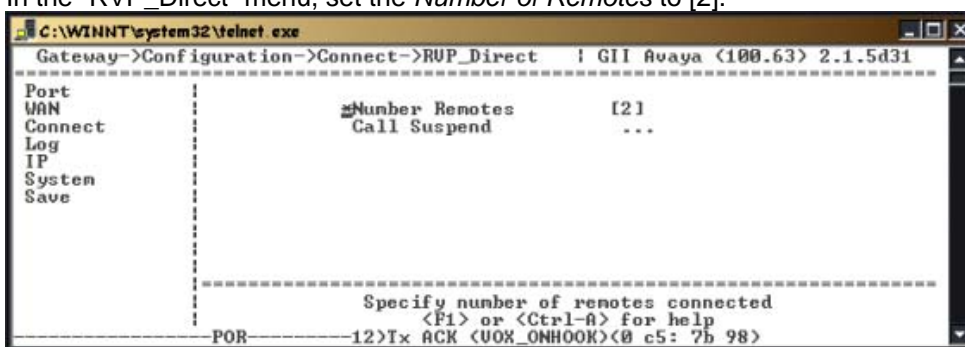 In the "RVP_Direct" menu, set the Number of Remotes to [2].
C:\WINNT\system32\telnet.exe
Gateway->Configuration->Connect->RVP_Direct | GII Avaya (100.63) 2.1.5d31
Port
WAN
Connect
Log
IP
System
Save
*Number Remotes [2]
Call Suspend ...
Specify number of remotes connected
<F1> or <Ctrl-A> for help
POR 12>Tx ACK (VOX_ONHOOK)(0 c5: 7b 98)